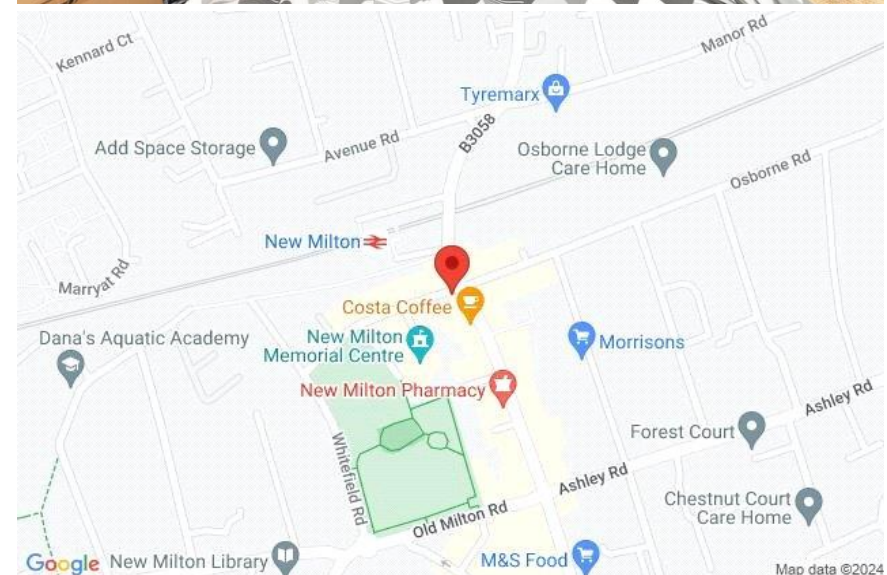 Manor Rd
Kennard Ct
Tyremarx
B3058
Add Space Storage
Avenue Rd
Osborne Lodge
Care Home
Osborne Rd
New Milton
Marryat Rd
Costa Coffee
Dana's Aquatic Academy
New Milton
Memorial Centre
Morrisons
New Milton Pharmacy
Ashley Rd
Forest Court
Whitefield Rd
Ashley Rd
Chestnut Court
Care Home
Old Milton Rd
Google
New Milton Library
M&S Food
Map data ©2024